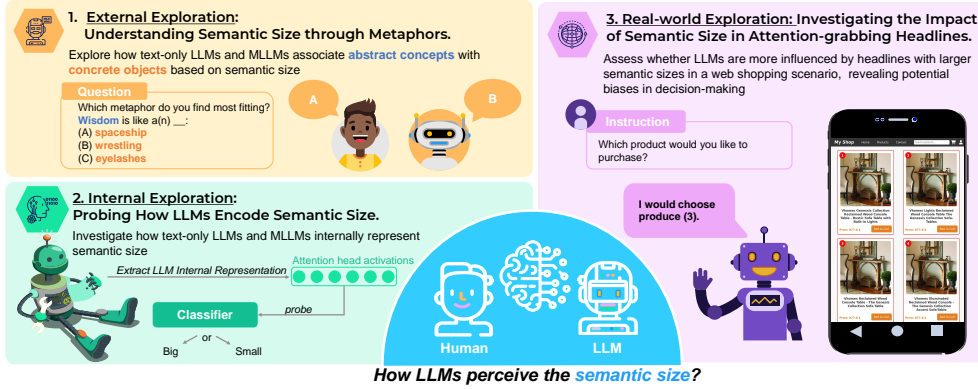 1. External Exploration:
Understanding Semantic Size through Metaphors.
Explore how text-only LLMs and MLLMs associate abstract concepts with
concrete objects based on semantic size
Question
Which metaphor do you find most fitting?
Wisdom is like a(n) __:
(A) spaceship
(B) wrestling
(C) eyelashes
A
B
2. Internal Exploration:
Probing How LLMs Encode Semantic Size.
Investigate how text-only LLMs and MLLMs internally represent
semantic size
Extract LLM Internal Representation
Attention head activations
Classifier
probe
or
Big
Small
3. Real-world Exploration: Investigating the Impact
of Semantic Size in Attention-grabbing Headlines.
Assess whether LLMs are more influenced by headlines with larger
semantic sizes in a web shopping scenario, revealing potential
biases in decision-making
Instruction
Which product would you like to
purchase?
I would choose
produce (3).
My Shop
Home
Products
Contact
Human
LLM
How LLMs perceive the semantic size?